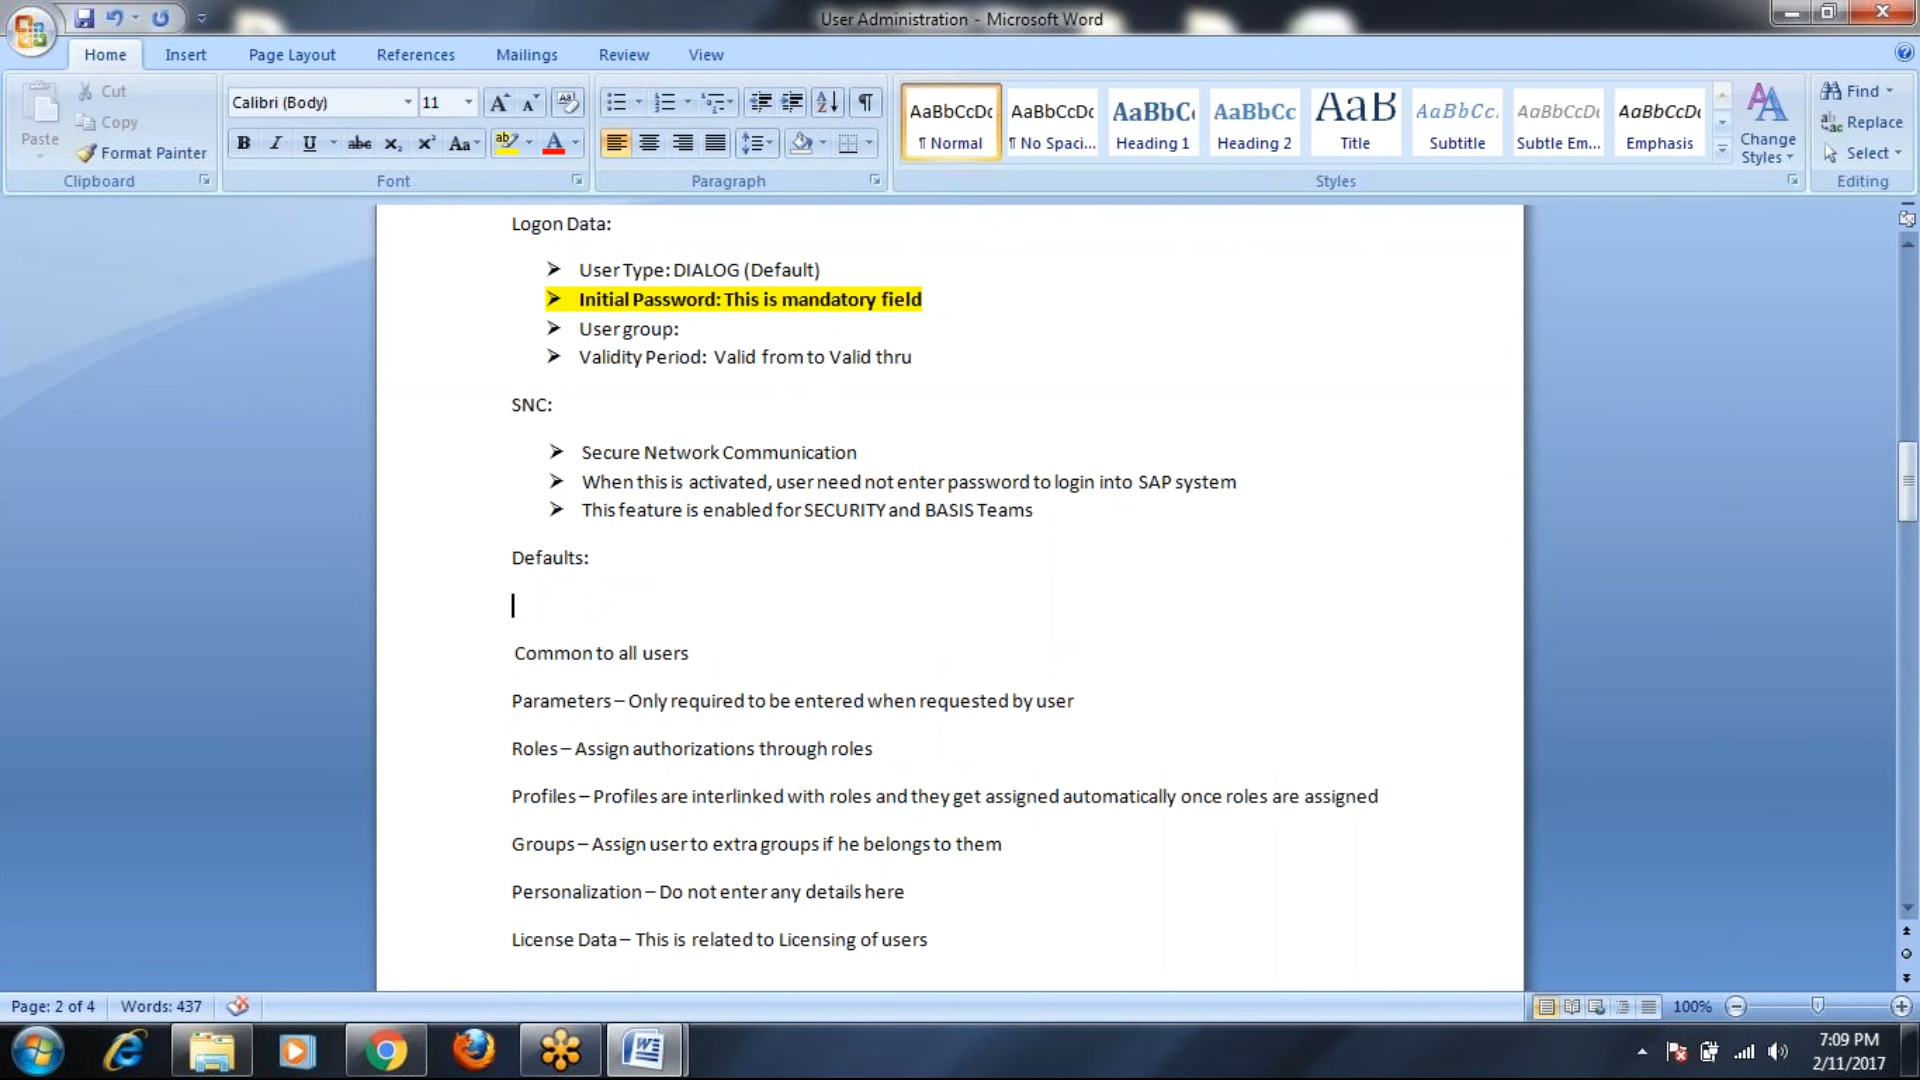 User Administration - Microsoft Word
Home Insert Page Layout References Mailings Review View
Paste
Cut
Copy
Format Painter
Clipboard
Calibri (Body) 11
Font
Paragraph
AaBbCcDc AaBbCcDc AaBbC AaBbCc AaB AaBbCc. AaBbCcDc AaBbCcDc
¶ Normal ¶ No Spaci... Heading 1 Heading 2 Title Subtitle Subtle Em... Emphasis
Change Styles
Styles
Find
Replace
Select
Editing
Logon Data:
➢ User Type: DIALOG (Default)
➢ Initial Password: This is mandatory field
➢ User group:
➢ Validity Period: Valid from to Valid thru
SNC:
➢ Secure Network Communication
➢ When this is activated, user need not enter password to login into SAP system
➢ This feature is enabled for SECURITY and BASIS Teams
Defaults:
Common to all users
Parameters – Only required to be entered when requested by user
Roles – Assign authorizations through roles
Profiles – Profiles are interlinked with roles and they get assigned automatically once roles are assigned
Groups – Assign user to extra groups if he belongs to them
Personalization – Do not enter any details here
License Data – This is related to Licensing of users
Page: 2 of 4 Words: 437 100%
7:09 PM
2/11/2017